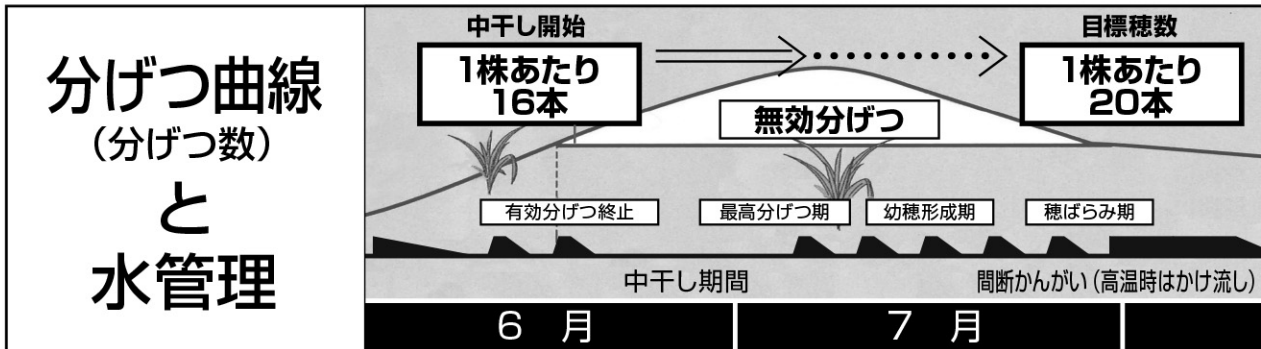 分げつ曲線
（分げつ数）
と
水管理
中干し開始
1株あたり
16本
目標穂数
1株あたり
20本
無効分げつ
有効分げつ終止
最高分げつ期
幼穂形成期
穂ばらみ期
中干し期間
間断かんがい（高温時はかけ流し）
6月
7月